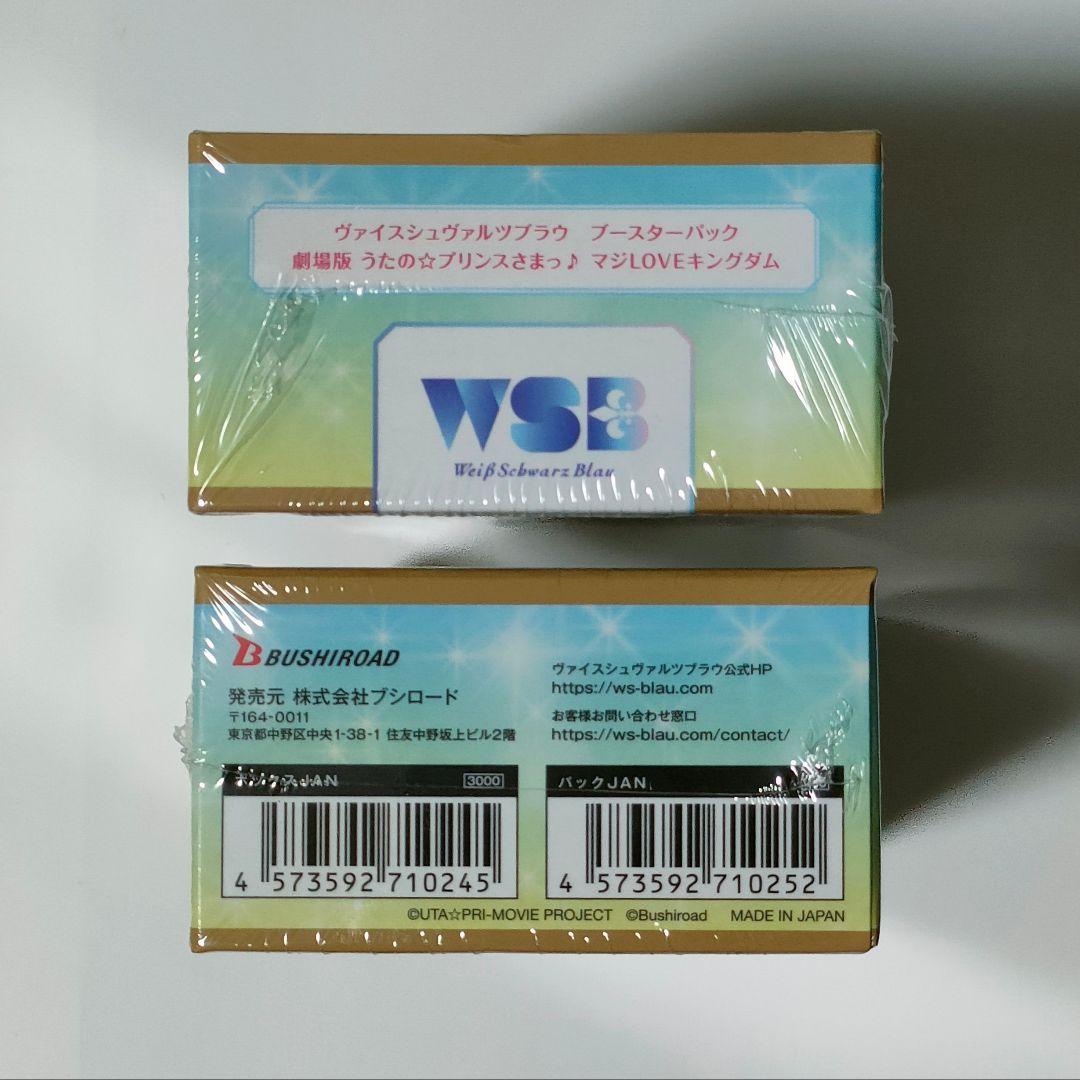 ヴァイスシュヴァルツブラウ ブースターパック
劇場版 うたの☆プリンスさまっ♪ マジLOVEキングダム
WSB
Weiß Schwarz Blau
BUSHIROAD
発売元 株式会社ブシロード
〒164-0011
東京都中野区中央1-38-1 住友中野坂上ビル2階
ヴァイスシュヴァルツブラウ公式HP
https://ws-blau.com
お客様お問い合わせ窓口
https://ws-blau.com/contact/
ボックスJAN 3000
4 573592 710245
パックJAN
4 573592 710252
©UTA☆PRI-MOVIE PROJECT ©Bushiroad MADE IN JAPAN